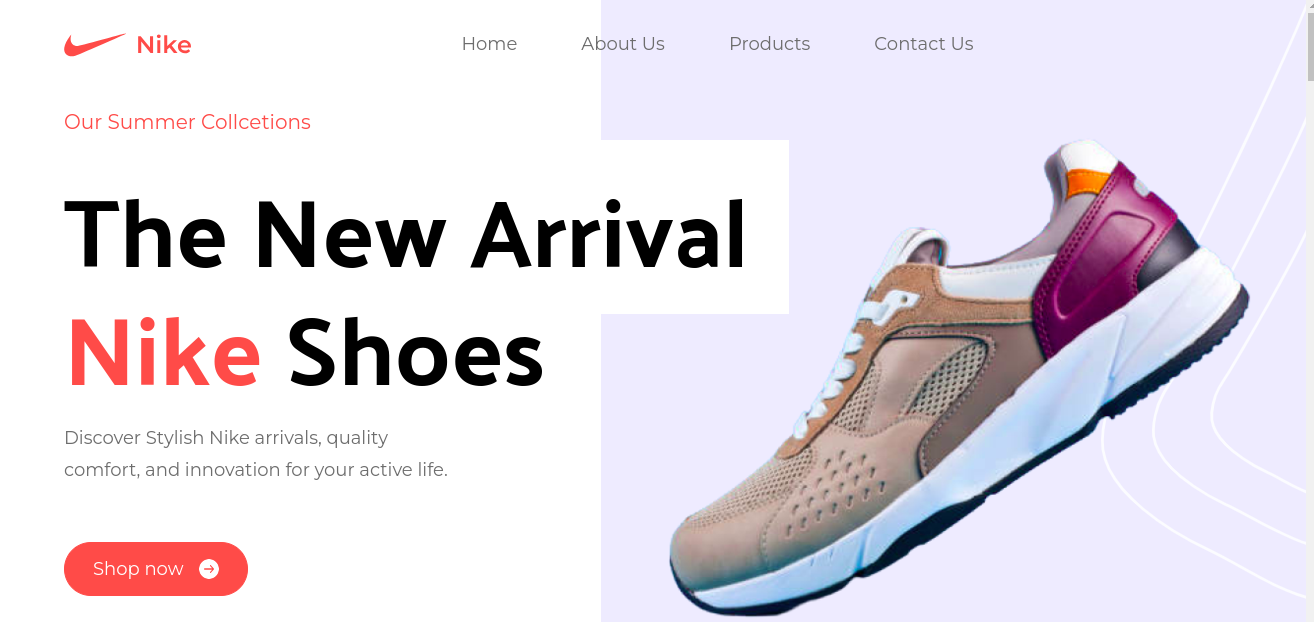 Nike
Home About Us Products Contact Us
Our Summer Collcetions
The New Arrival
Nike Shoes
Discover Stylish Nike arrivals, quality
comfort, and innovation for your active life.
Shop now